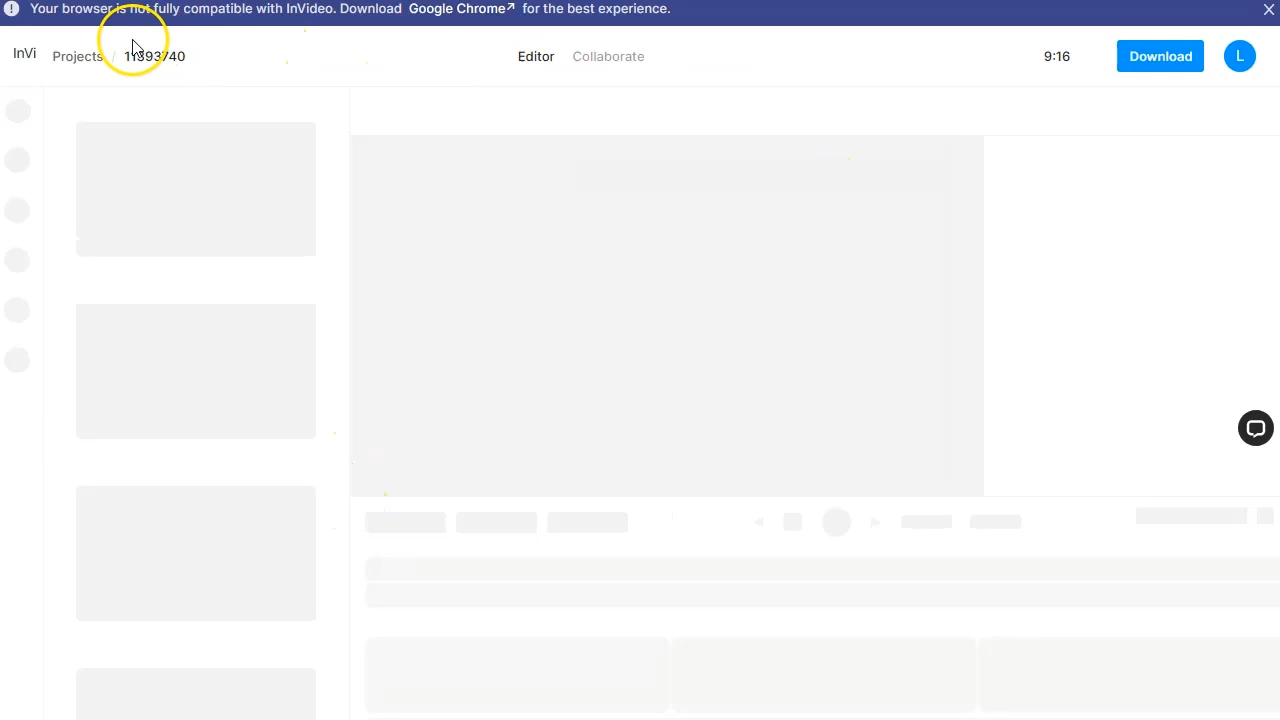 Your browser is not fully compatible with InVideo. Download Google Chrome↗ for the best experience.
InVi Projects / 11393740 Editor Collaborate 9:16 Download L